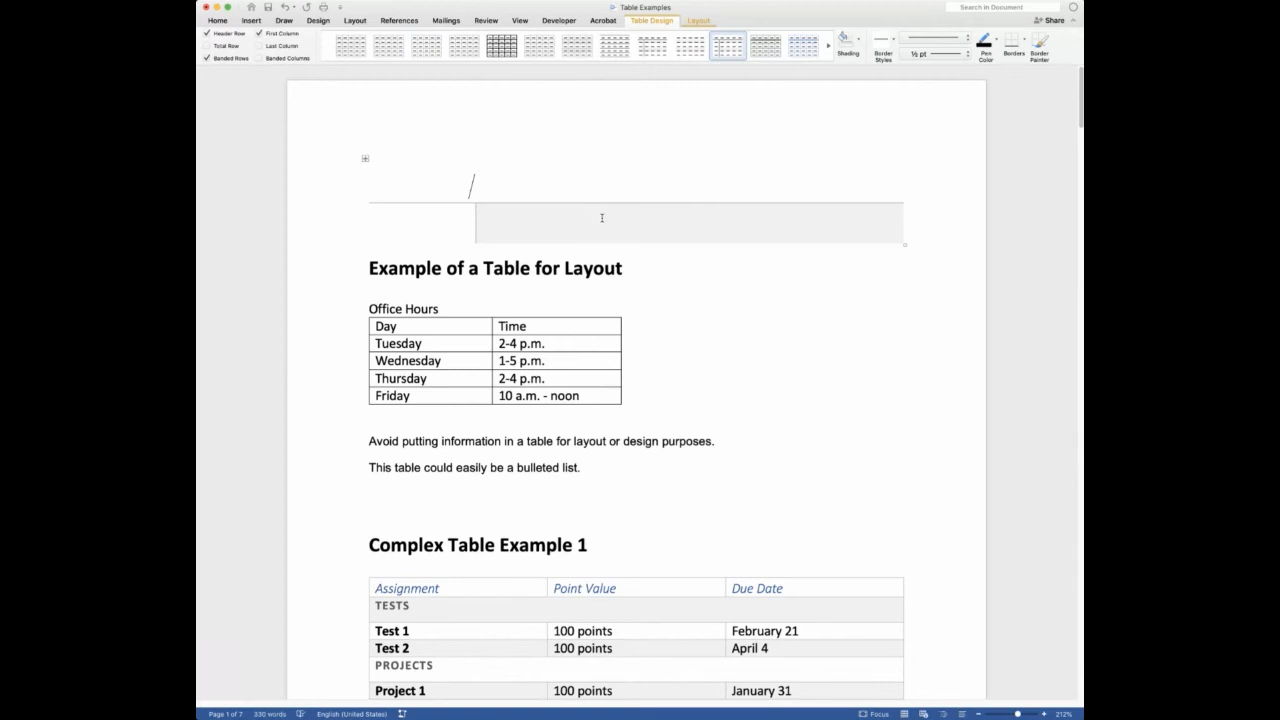 Table Examples
Search in Document
Home Insert Draw Design Layout References Mailings Review View Developer Acrobat Table Design Layout Share
Header Row First Column
Total Row Last Column
Banded Rows Banded Columns
Shading Border Styles ½ pt Pen Color Borders Border Painter
Example of a Table for Layout
Office Hours
Day Time
Tuesday 2-4 p.m.
Wednesday 1-5 p.m.
Thursday 2-4 p.m.
Friday 10 a.m. - noon
Avoid putting information in a table for layout or design purposes.
This table could easily be a bulleted list.
Complex Table Example 1
Assignment Point Value Due Date
TESTS
Test 1 100 points February 21
Test 2 100 points April 4
PROJECTS
Project 1 100 points January 31
Page 1 of 7 330 words English (United States) Focus 212%